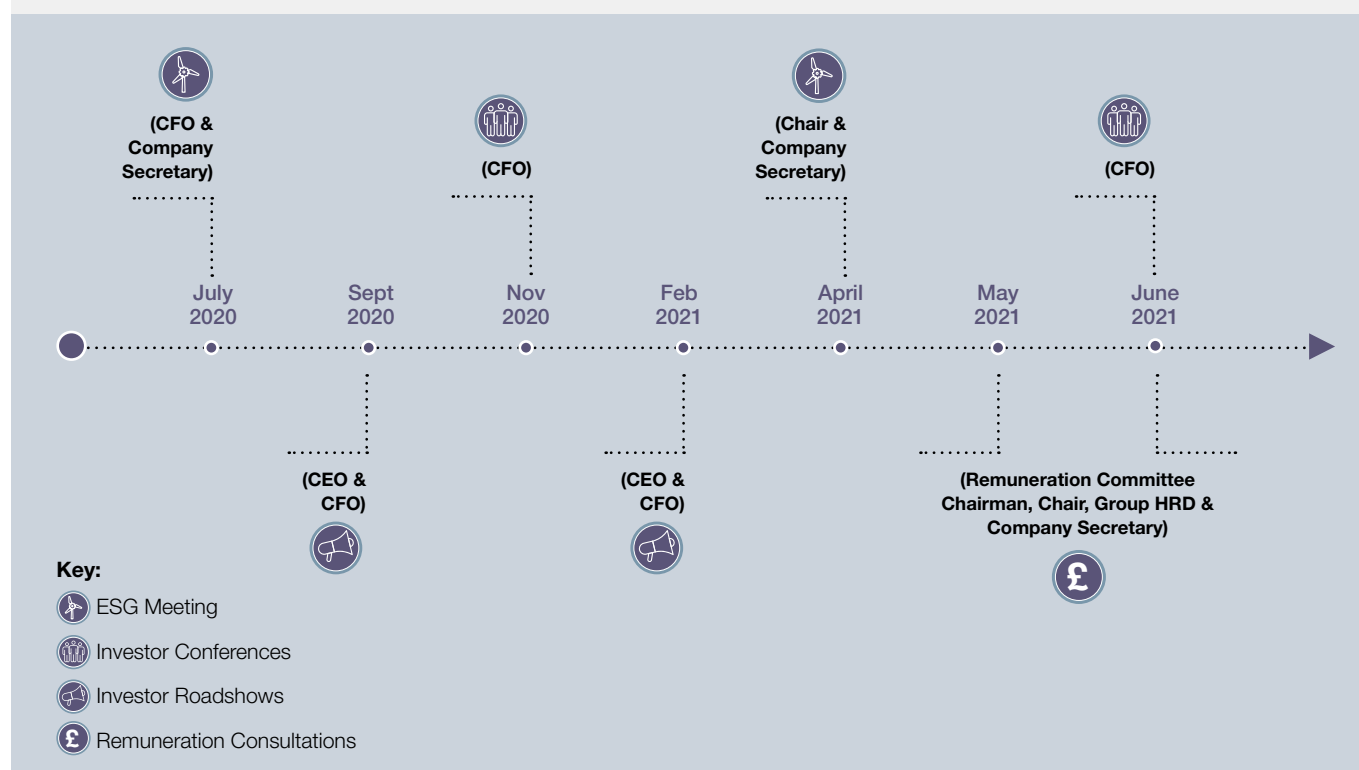 (CFO &
Company
Secretary)
(CFO)
(Chair &
Company
Secretary)
(CFO)
July
2020
Sept
2020
Nov
2020
Feb
2021
April
2021
May
2021
June
2021
(CEO &
CFO)
(CEO &
CFO)
(Remuneration Committee
Chairman, Chair, Group HRD &
Company Secretary)
£
Key:
ESG Meeting
Investor Conferences
Investor Roadshows
£ Remuneration Consultations